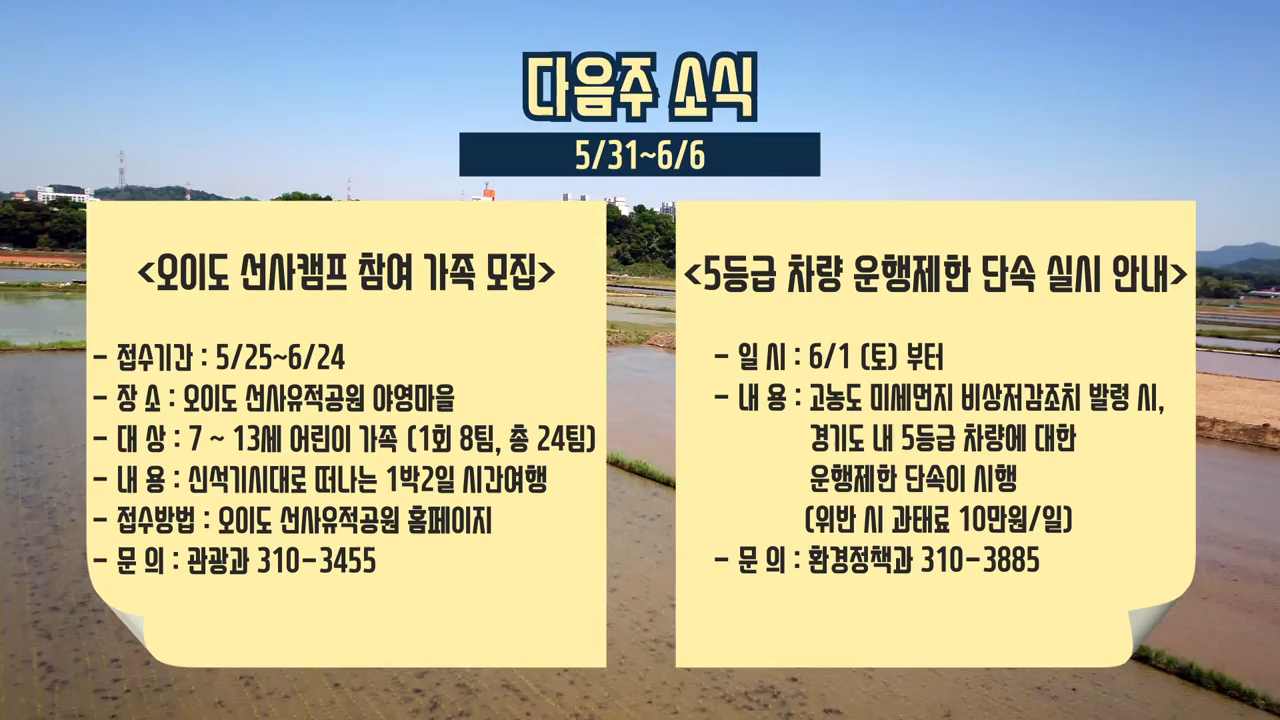 다음주 소식
5/31~6/6
<오이도 선사캠프 참여 가족 모집>
- 접수기간 : 5/25~6/24
- 장 소 : 오이도 선사유적공원 야영마을
- 대 상 : 7 ~ 13세 어린이 가족 (1회 8팀, 총 24팀)
- 내 용 : 신석기시대로 떠나는 1박2일 시간여행
- 접수방법 : 오이도 선사유적공원 홈페이지
- 문 의 : 관광과 310-3455
<5등급 차량 운행제한 단속 실시 안내>
- 일 시 : 6/1 (토) 부터
- 내 용 : 고농도 미세먼지 비상저감조치 발령 시,
경기도 내 5등급 차량에 대한
운행제한 단속이 시행
(위반 시 과태료 10만원/일)
- 문 의 : 환경정책과 310-3885